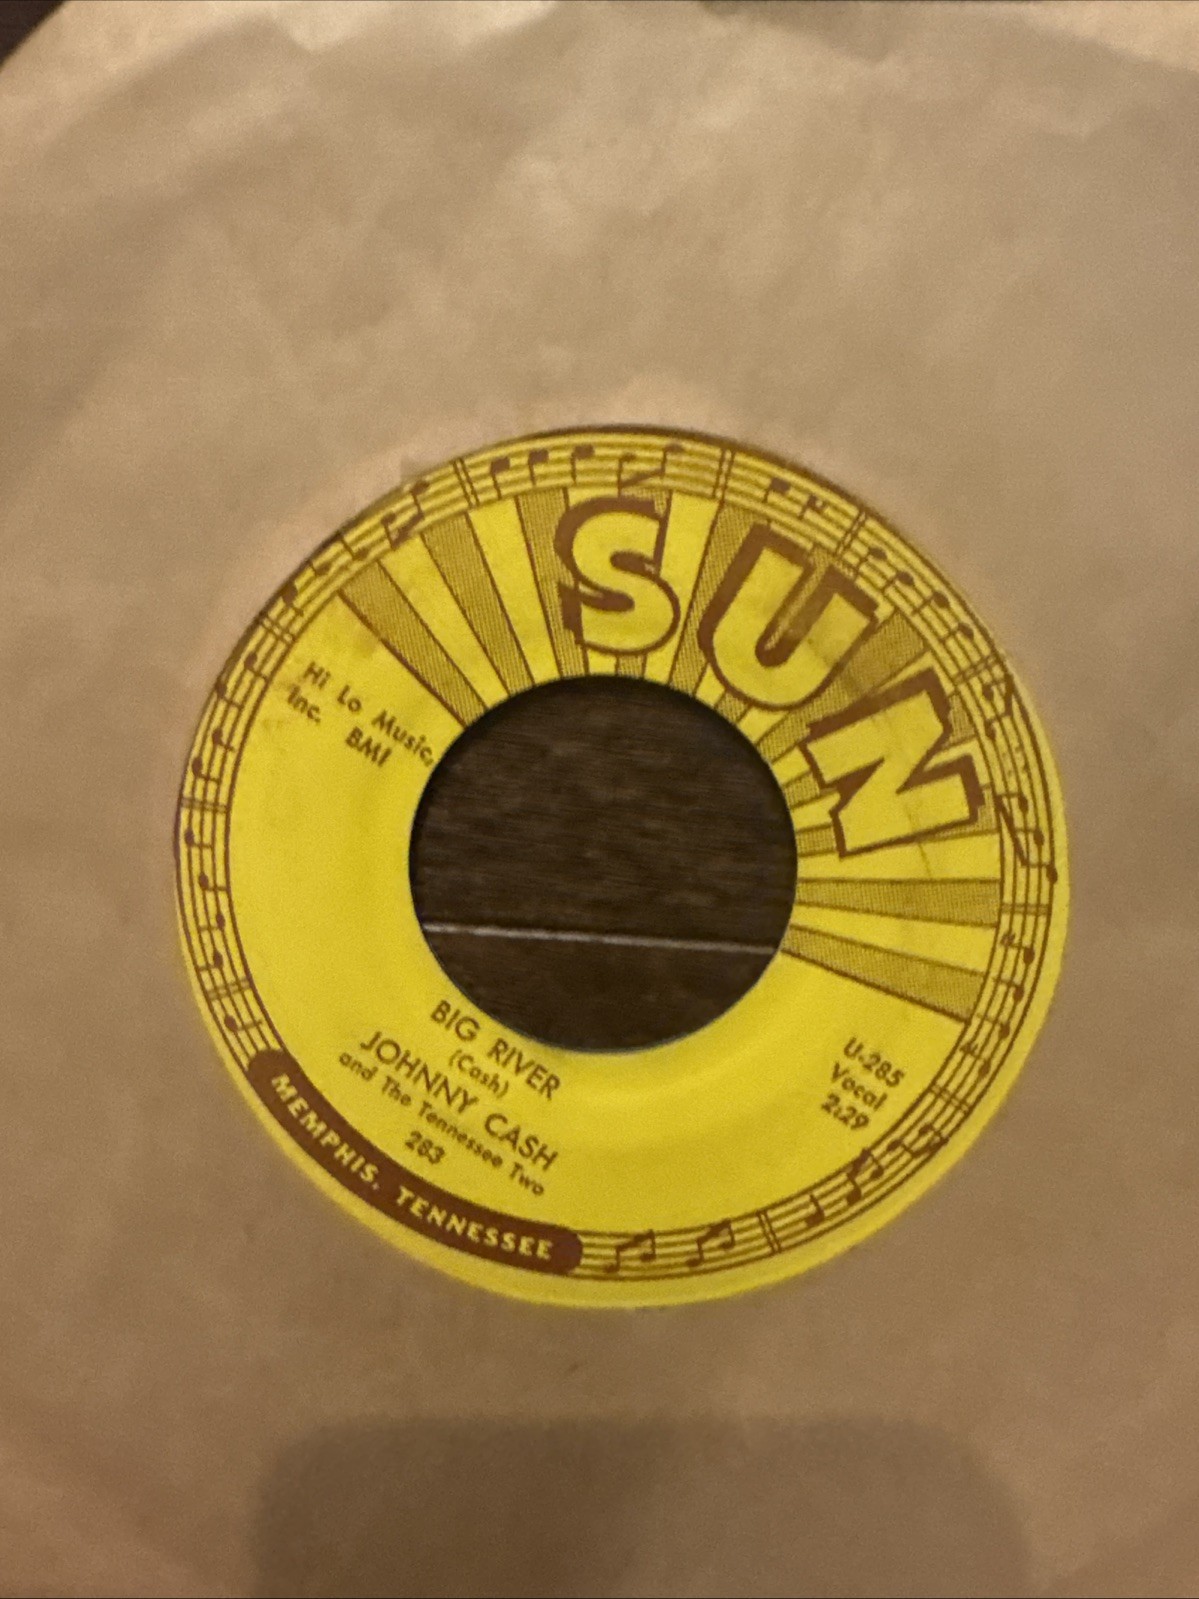 SUN
Hi Lo Music,
Inc. BMI
U-285
Vocal
2:29
BIG RIVER
(Cash)
JOHNNY CASH
and The Tennessee Two
283
MEMPHIS, TENNESSEE